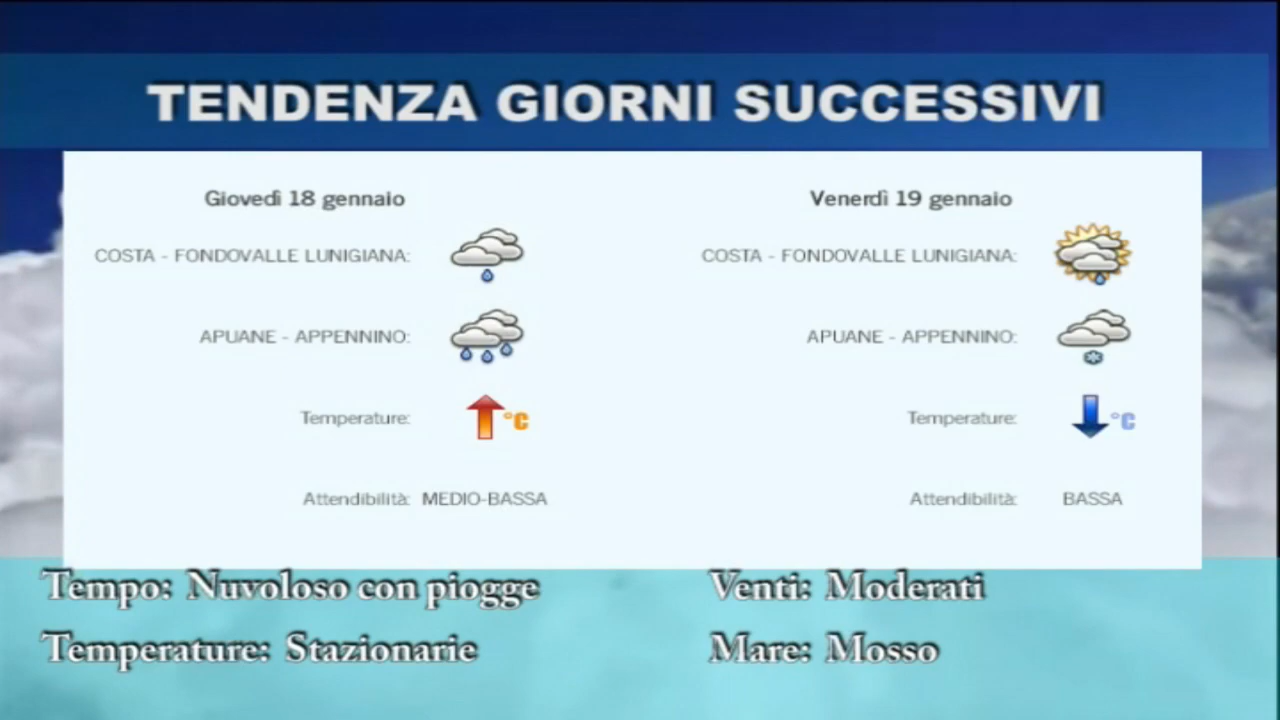 TENDENZA GIORNI SUCCESSIVI
Giovedì 18 gennaio
COSTA - FONDOVALLE LUNIGIANA:
APUANE - APPENNINO:
Temperature: °C
Attendibilità: MEDIO-BASSA
Venerdì 19 gennaio
COSTA - FONDOVALLE LUNIGIANA:
APUANE - APPENNINO:
Temperature: °C
Attendibilità: BASSA
Tempo: Nuvoloso con piogge
Temperature: Stazionarie
Venti: Moderati
Mare: Mosso